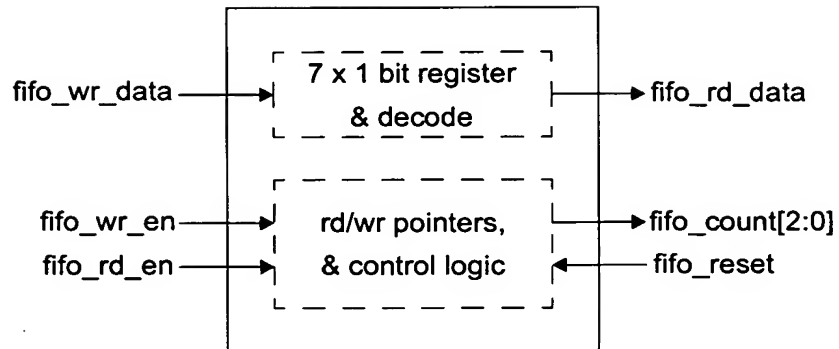 7 x 1 bit register
& decode
fifo_wr_data
fifo_rd_data
rd/wr pointers,
& control logic
fifo_wr_en
fifo_rd_en
fifo_count[2:0]
fifo_reset